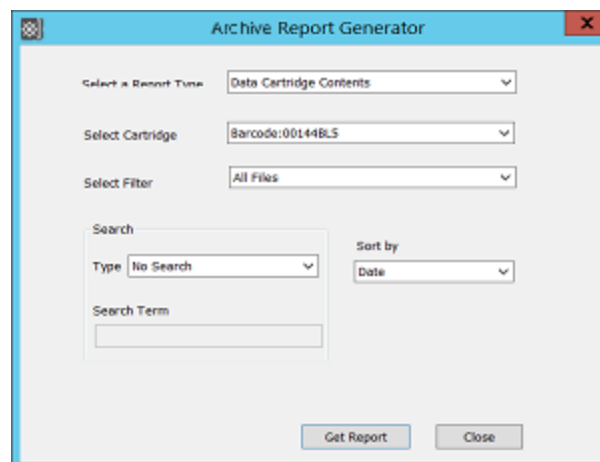 Archive Report Generator
Select a Report Type
Data Cartridge Contents
Select Cartridge
Barcode:00144BL5
Select Filter
All Files
Search
Type
No Search
Sort by
Date
Search Term
Get Report
Close